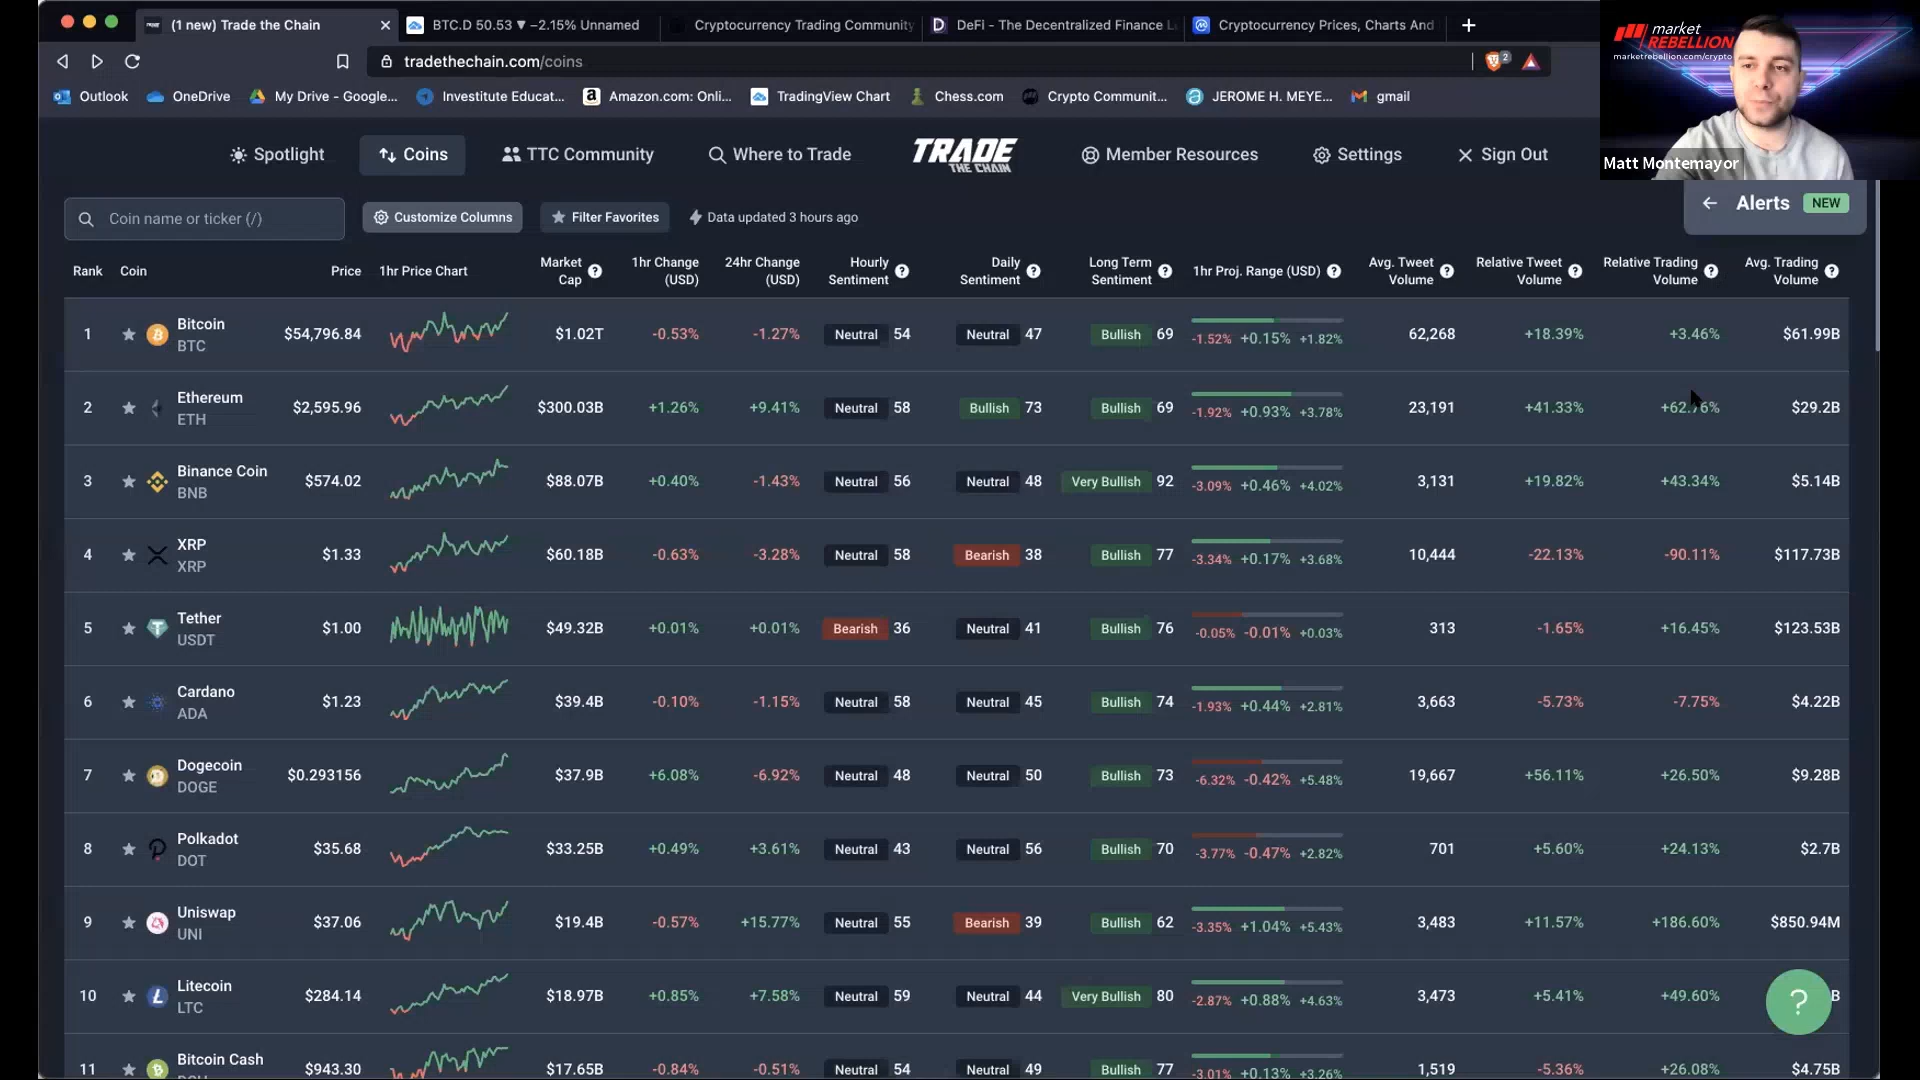 (1 new) Trade the Chain
BTC.D 50.53 ▼ −2.15% Unnamed
Cryptocurrency Trading Community
DeFi - The Decentralized Finance L
Cryptocurrency Prices, Charts And
market
REBELLION
marketrebellion.com/crypto
tradethechain.com/coins
2
Outlook
OneDrive
My Drive - Google...
Investitute Educat...
Amazon.com: Onli...
TradingView Chart
Chess.com
Crypto Communit...
JEROME H. MEYE...
gmail
Spotlight
Coins
TTC Community
Where to Trade
TRADE
THE CHAIN
Member Resources
Settings
Sign Out
Matt Montemayor
Coin name or ticker (/)
Customize Columns
Filter Favorites
Data updated 3 hours ago
Alerts NEW
Rank Coin Price 1hr Price Chart Market Cap ? 1hr Change (USD) 24hr Change (USD) Hourly Sentiment ? Daily Sentiment ? Long Term Sentiment ? 1hr Proj. Range (USD) ? Avg. Tweet Volume ? Relative Tweet Volume ? Relative Trading Volume ? Avg. Trading Volume ?
1 Bitcoin BTC $54,796.84 $1.02T -0.53% -1.27% Neutral 54 Neutral 47 Bullish 69 -1.52% +0.15% +1.82% 62,268 +18.39% +3.46% $61.99B
2 Ethereum ETH $2,595.96 $300.03B +1.26% +9.41% Neutral 58 Bullish 73 Bullish 69 -1.92% +0.93% +3.78% 23,191 +41.33% +62.76% $29.2B
3 Binance Coin BNB $574.02 $88.07B +0.40% -1.43% Neutral 56 Neutral 48 Very Bullish 92 -3.09% +0.46% +4.02% 3,131 +19.82% +43.34% $5.14B
4 XRP XRP $1.33 $60.18B -0.63% -3.28% Neutral 58 Bearish 38 Bullish 77 -3.34% +0.17% +3.68% 10,444 -22.13% -90.11% $117.73B
5 Tether USDT $1.00 $49.32B +0.01% +0.01% Bearish 36 Neutral 41 Bullish 76 -0.05% -0.01% +0.03% 313 -1.65% +16.45% $123.53B
6 Cardano ADA $1.23 $39.4B -0.10% -1.15% Neutral 58 Neutral 45 Bullish 74 -1.93% +0.44% +2.81% 3,663 -5.73% -7.75% $4.22B
7 Dogecoin DOGE $0.293156 $37.9B +6.08% -6.92% Neutral 48 Neutral 50 Bullish 73 -6.32% -0.42% +5.48% 19,667 +56.11% +26.50% $9.28B
8 Polkadot DOT $35.68 $33.25B +0.49% +3.61% Neutral 43 Neutral 56 Bullish 70 -3.77% -0.47% +2.82% 701 +5.60% +24.13% $2.7B
9 Uniswap UNI $37.06 $19.4B -0.57% +15.77% Neutral 55 Bearish 39 Bullish 62 -3.35% +1.04% +5.43% 3,483 +11.57% +186.60% $850.94M
10 Litecoin LTC $284.14 $18.97B +0.85% +7.58% Neutral 59 Neutral 44 Very Bullish 80 -2.87% +0.88% +4.63% 3,473 +5.41% +49.60% B
?
11 Bitcoin Cash $943.30 $17.65B -0.84% -0.51% Neutral 54 Neutral 49 Bullish 77 -3.01% +0.13% +3.26% 1,519 -5.36% +26.08% $4.75B